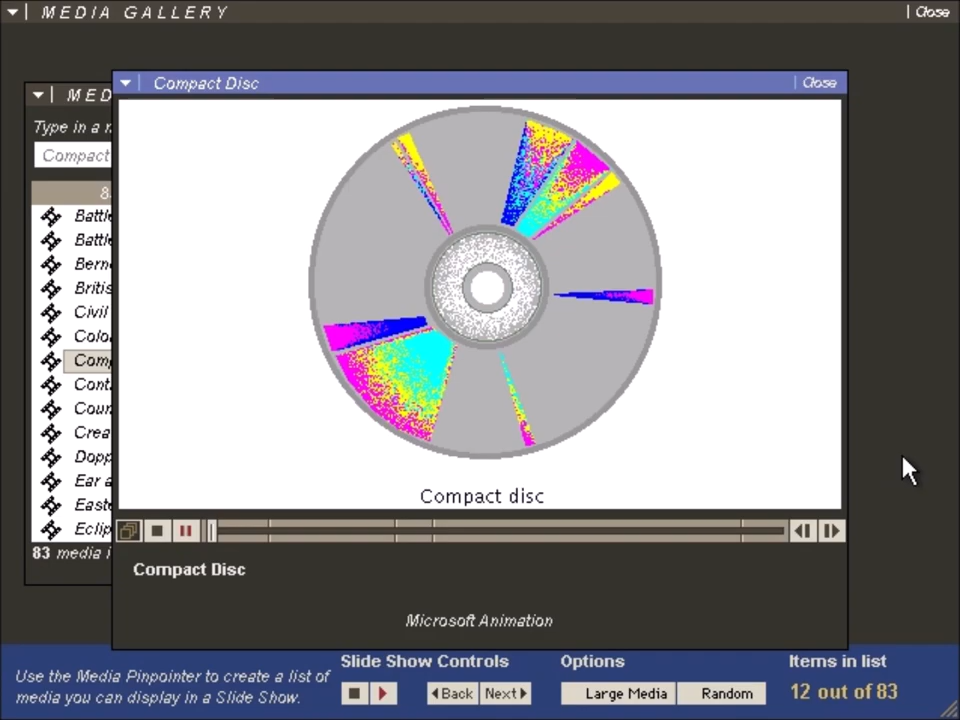 MEDIA GALLERY
Close
Compact Disc
Close
MED
Type in a
Compact
8
Battle
Battle
Bern
Britis
Civil
Colo
Comp
Cont
Coun
Crea
Dopp
Ear a
Easte
Eclip
83 media i
Compact disc
Compact Disc
Microsoft Animation
Use the Media Pinpointer to create a list of
media you can display in a Slide Show.
Slide Show Controls
Back Next
Options
Large Media Random
Items in list
12 out of 83